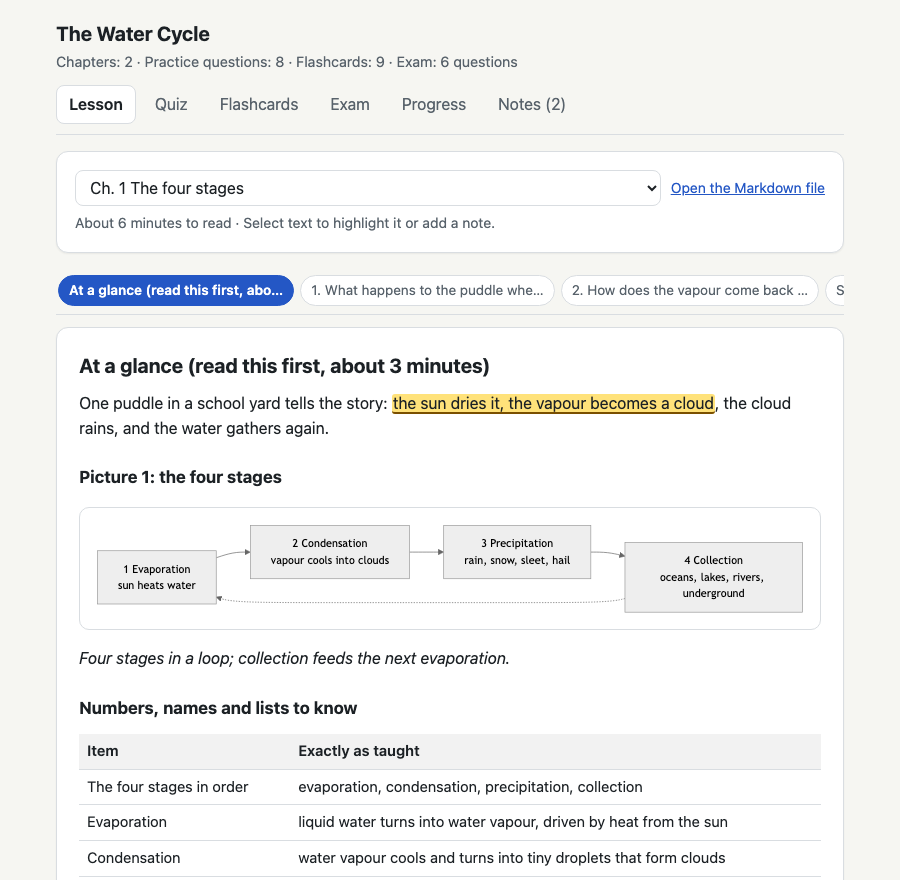 The Water Cycle
Chapters: 2 · Practice questions: 8 · Flashcards: 9 · Exam: 6 questions
Lesson Quiz Flashcards Exam Progress Notes (2)
Ch. 1 The four stages
Open the Markdown file
About 6 minutes to read · Select text to highlight it or add a note.
At a glance (read this first, abo... 1. What happens to the puddle whe... 2. How does the vapour come back ... S
At a glance (read this first, about 3 minutes)
One puddle in a school yard tells the story: the sun dries it, the vapour becomes a cloud, the cloud
rains, and the water gathers again.
Picture 1: the four stages
1 Evaporation
sun heats water
2 Condensation
vapour cools into clouds
3 Precipitation
rain, snow, sleet, hail
4 Collection
oceans, lakes, rivers,
underground
Four stages in a loop; collection feeds the next evaporation.
Numbers, names and lists to know
Item Exactly as taught
The four stages in order evaporation, condensation, precipitation, collection
Evaporation liquid water turns into water vapour, driven by heat from the sun
Condensation water vapour cools and turns into tiny droplets that form clouds